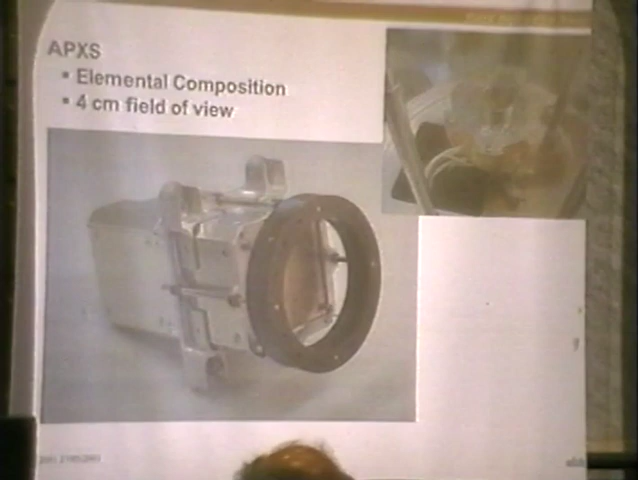 APXS
▪ Elemental Composition
▪ 4 cm field of view